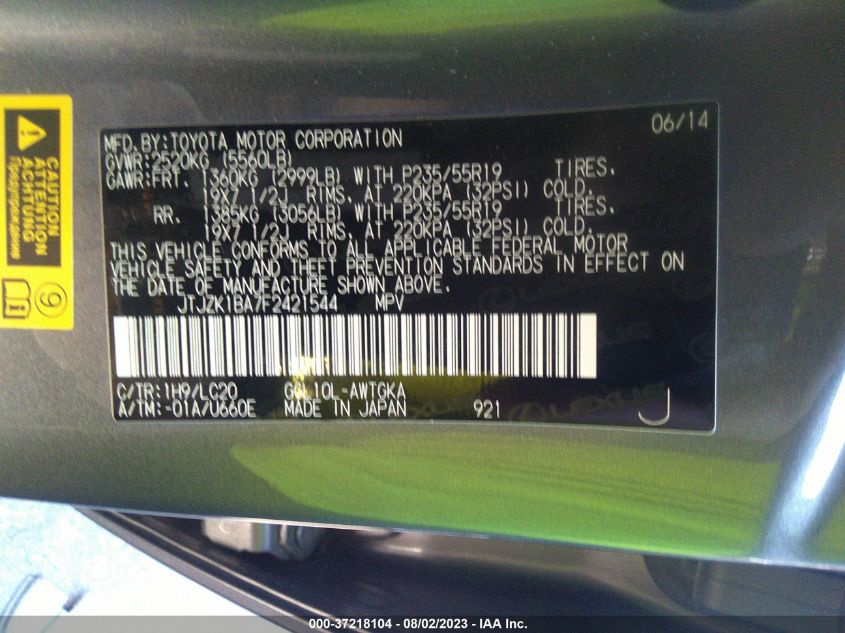 06/14
MFD.BY:TOYOTA MOTOR CORPORATION
GVWR:2520KG (5560LB)
GAWR:FRT. 1360KG (2999LB) WITH P235/55R19 TIRES.
19X7 1/2J RIMS, AT 220KPA (32PSI) COLD.
RR. 1385KG (3056LB) WITH P235/55R19 TIRES.
19X7 1/2J RIMS, AT 220KPA (32PSI) COLD.
THIS VEHICLE CONFORMS TO ALL APPLICABLE FEDERAL MOTOR
VEHICLE SAFETY AND THEFT PREVENTION STANDARDS IN EFFECT ON
THE DATE OF MANUFACTURE SHOWN ABOVE.
JTJZK1BA7F2421544 MPV
C/TR:1H9/LC20 GGL10L-AWTGKA
A/TM:-01A/U660E MADE IN JAPAN 921
J
LEXUS
CAUTION
ATTENTION
ACHTUNG
Предупреждение
9
000-37218104 - 08/02/2023 - IAA Inc.